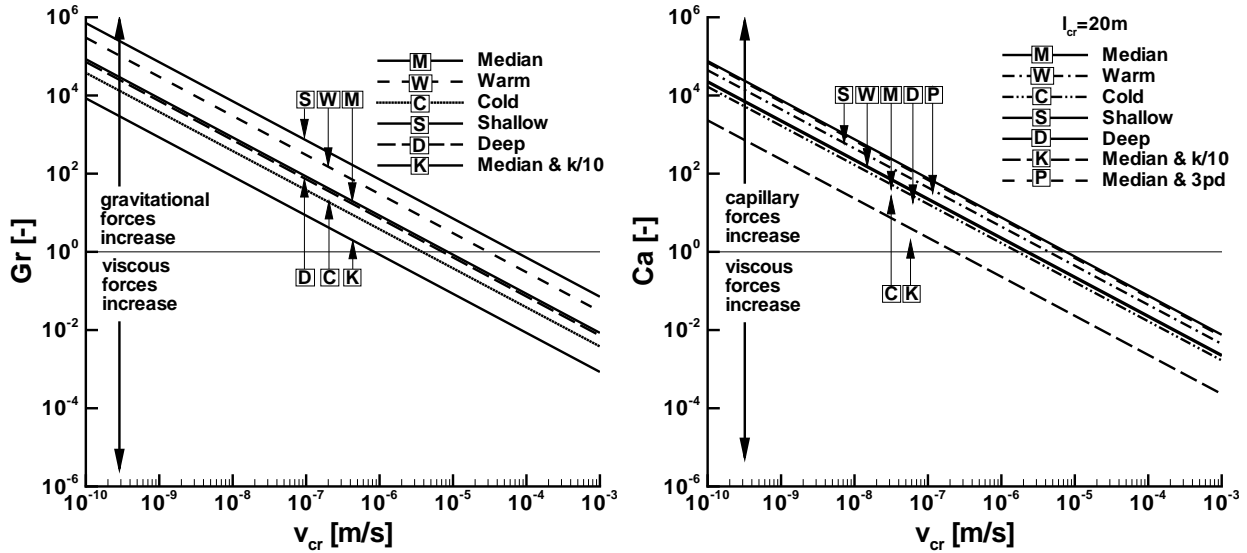 Gr [-]
10^6
10^4
10^2
10^0
10^-2
10^-4
10^-6
M Median
W Warm
C Cold
S Shallow
D Deep
K Median & k/10
S W M
gravitational
forces
increase
viscous
forces
increase
D C K
10^-10 10^-9 10^-8 10^-7 10^-6 10^-5 10^-4 10^-3
v_cr [m/s]
Ca [-]
10^6
10^4
10^2
10^0
10^-2
10^-4
10^-6
l_cr=20m
M Median
W Warm
C Cold
S Shallow
D Deep
K Median & k/10
P Median & 3pd
S W M D P
capillary
forces
increase
viscous
forces
increase
C K
10^-10 10^-9 10^-8 10^-7 10^-6 10^-5 10^-4 10^-3
v_cr [m/s]